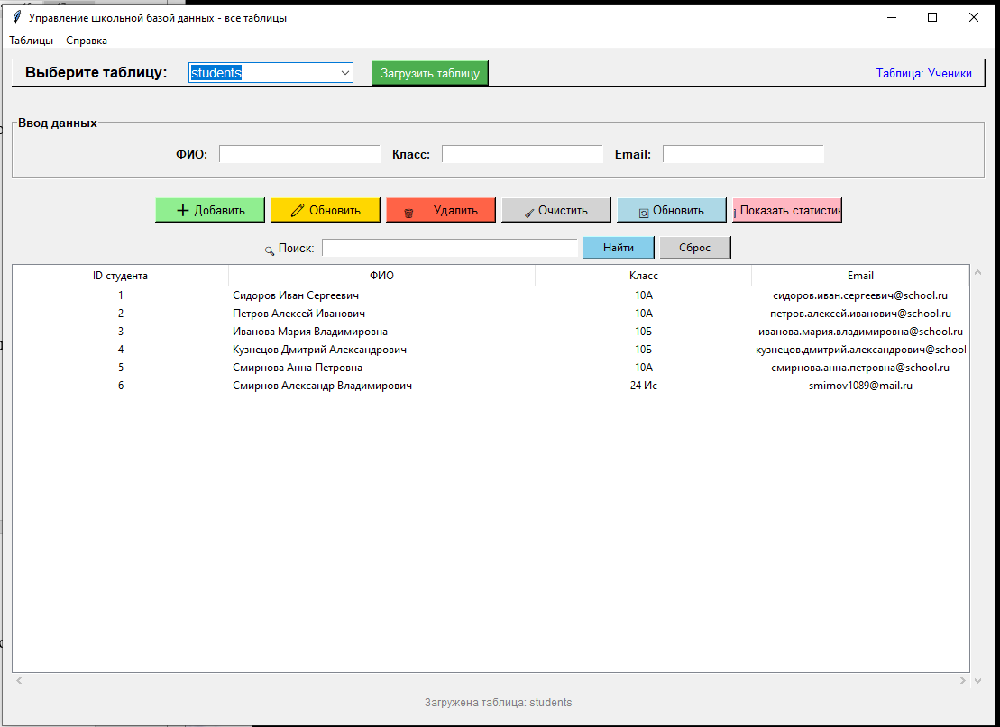 Управление школьной базой данных - все таблицы
Таблицы Справка
Выберите таблицу: students Загрузить таблицу Таблица: Ученики
Ввод данных
ФИО: Класс: Email:
Добавить Обновить Удалить Очистить Обновить Показать статистик
Поиск: Найти Сброс
ID студента ФИО Класс Email
1 Сидоров Иван Сергеевич 10А сидоров.иван.сергеевич@school.ru
2 Петров Алексей Иванович 10А петров.алексей.иванович@school.ru
3 Иванова Мария Владимировна 10Б иванова.мария.владимировна@school.ru
4 Кузнецов Дмитрий Александрович 10Б кузнецов.дмитрий.александрович@school
5 Смирнова Анна Петровна 10А смирнова.анна.петровна@school.ru
6 Смирнов Александр Владимирович 24 Ис smirnov1089@mail.ru
Загружена таблица: students